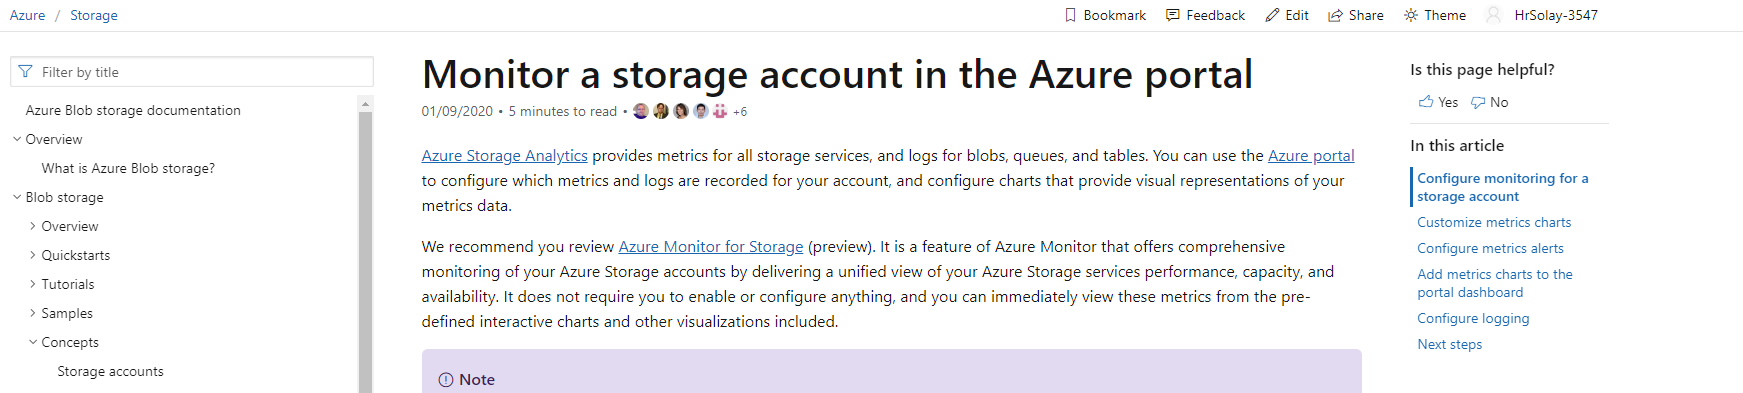 Azure / Storage
Bookmark Feedback Edit Share Theme HrSolay-3547
Filter by title
Azure Blob storage documentation
Overview
What is Azure Blob storage?
Blob storage
Overview
Quickstarts
Tutorials
Samples
Concepts
Storage accounts
Monitor a storage account in the Azure portal
01/09/2020 • 5 minutes to read • +6
Azure Storage Analytics provides metrics for all storage services, and logs for blobs, queues, and tables. You can use the Azure portal
to configure which metrics and logs are recorded for your account, and configure charts that provide visual representations of your
metrics data.
We recommend you review Azure Monitor for Storage (preview). It is a feature of Azure Monitor that offers comprehensive
monitoring of your Azure Storage accounts by delivering a unified view of your Azure Storage services performance, capacity, and
availability. It does not require you to enable or configure anything, and you can immediately view these metrics from the pre-
defined interactive charts and other visualizations included.
Note
Is this page helpful?
Yes No
In this article
Configure monitoring for a
storage account
Customize metrics charts
Configure metrics alerts
Add metrics charts to the
portal dashboard
Configure logging
Next steps